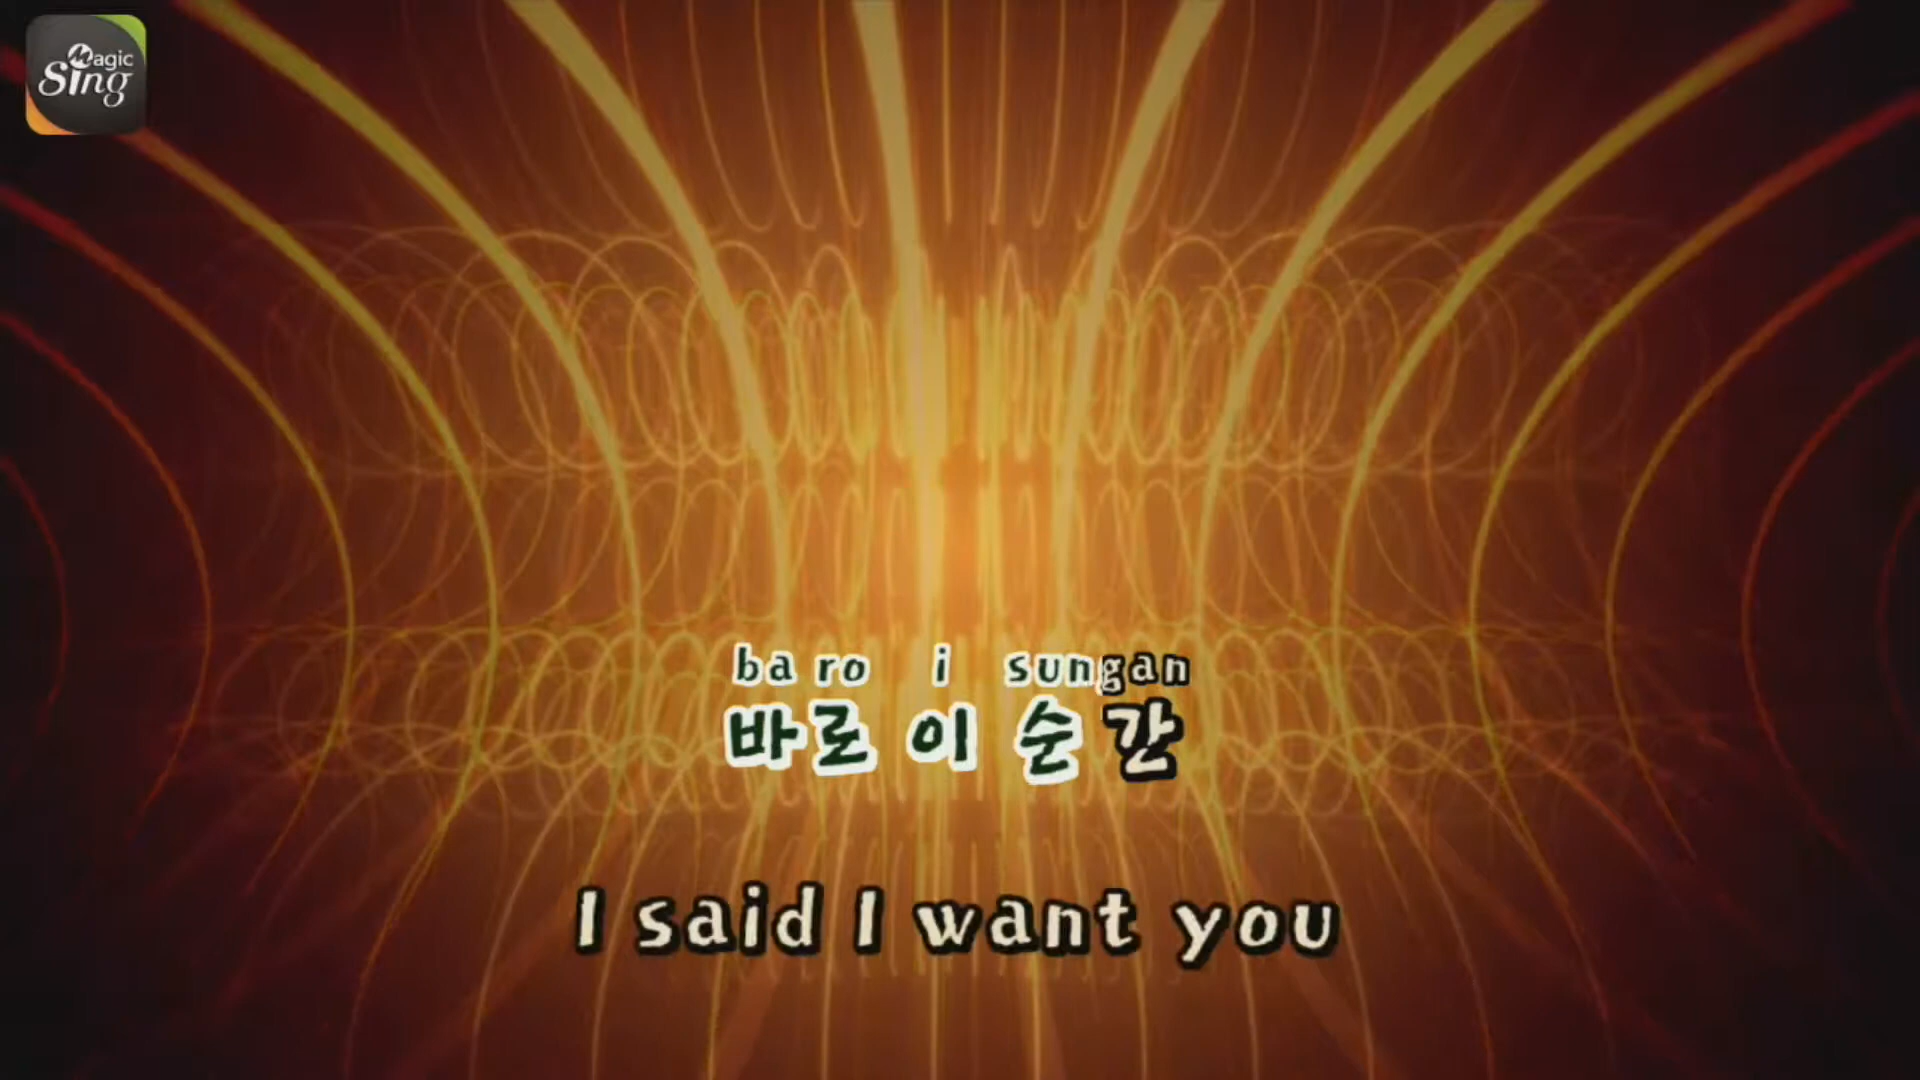 Magic
Sing
ba ro i sungan
바로 이 순간
I said I want you